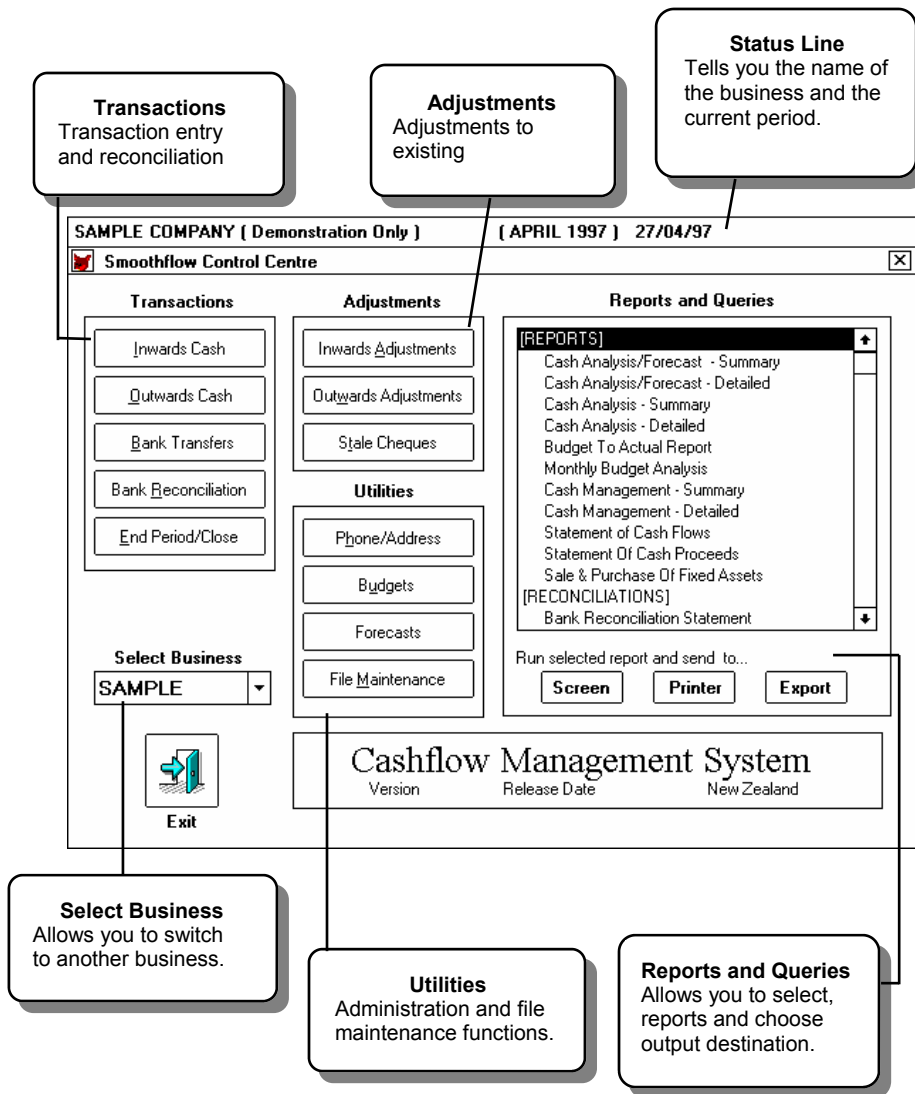 Status Line
Tells you the name of
the business and the
current period.
Transactions
Transaction entry
and reconciliation
Adjustments
Adjustments to
existing
SAMPLE COMPANY ( Demonstration Only ) ( APRIL 1997 ) 27/04/97
Smoothflow Control Centre
Transactions
Inwards Cash
Outwards Cash
Bank Transfers
Bank Reconciliation
End Period/Close
Adjustments
Inwards Adjustments
Outwards Adjustments
Stale Cheques
Utilities
Phone/Address
Budgets
Forecasts
File Maintenance
Reports and Queries
[REPORTS]
Cash Analysis/Forecast - Summary
Cash Analysis/Forecast - Detailed
Cash Analysis - Summary
Cash Analysis - Detailed
Budget To Actual Report
Monthly Budget Analysis
Cash Management - Summary
Cash Management - Detailed
Statement of Cash Flows
Statement Of Cash Proceeds
Sale & Purchase Of Fixed Assets
[RECONCILIATIONS]
Bank Reconciliation Statement
Run selected report and send to...
Screen Printer Export
Select Business
SAMPLE
Exit
Cashflow Management System
Version Release Date New Zealand
Select Business
Allows you to switch
to another business.
Utilities
Administration and file
maintenance functions.
Reports and Queries
Allows you to select,
reports and choose
output destination.